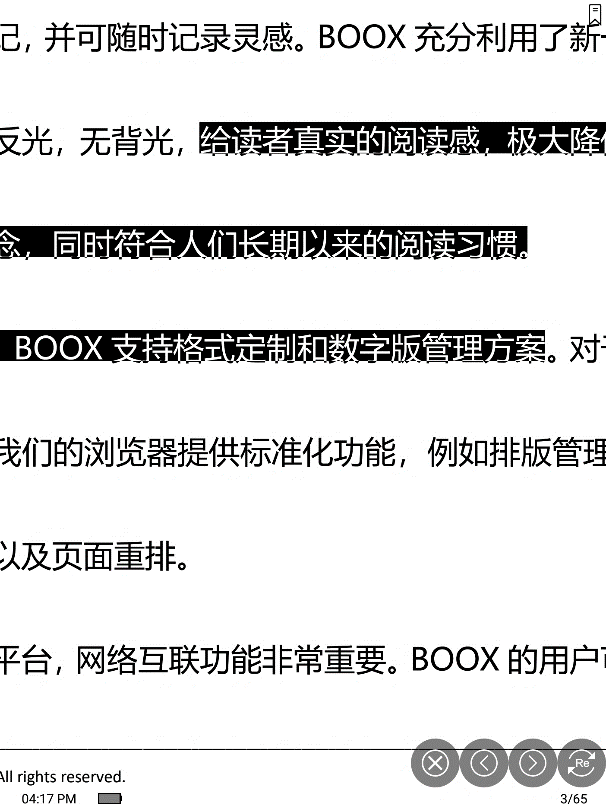 记，并可随时记录灵感。BOOX 充分利用了新
反光，无背光，给读者真实的阅读感，极大降
念，同时符合人们长期以来的阅读习惯。
BOOX 支持格式定制和数字版管理方案。对
我们的浏览器提供标准化功能，例如排版管理
以及页面重排。
平台，网络互联功能非常重要。BOOX 的用户
All rights reserved.
Re
04:17 PM 3/65